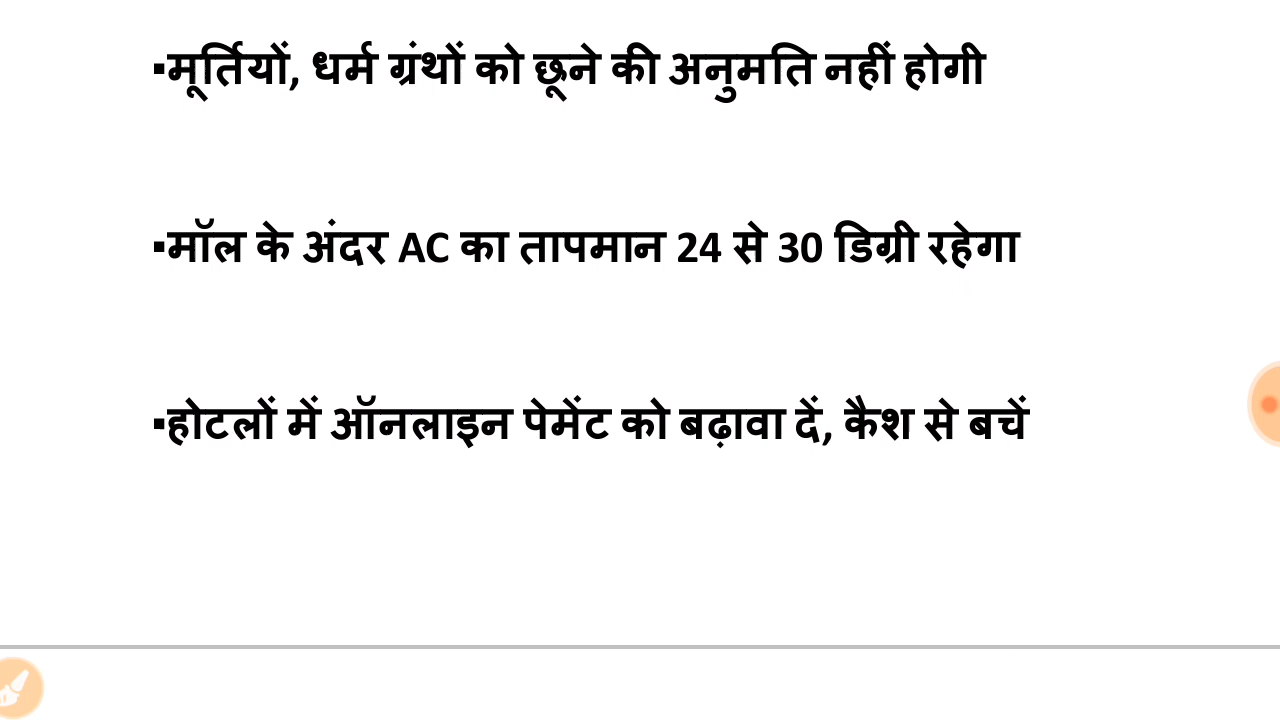 ▪मूर्तियों, धर्म ग्रंथों को छूने की अनुमति नहीं होगी
▪मॉल के अंदर AC का तापमान 24 से 30 डिग्री रहेगा
▪होटलों में ऑनलाइन पेमेंट को बढ़ावा दें, कैश से बचें